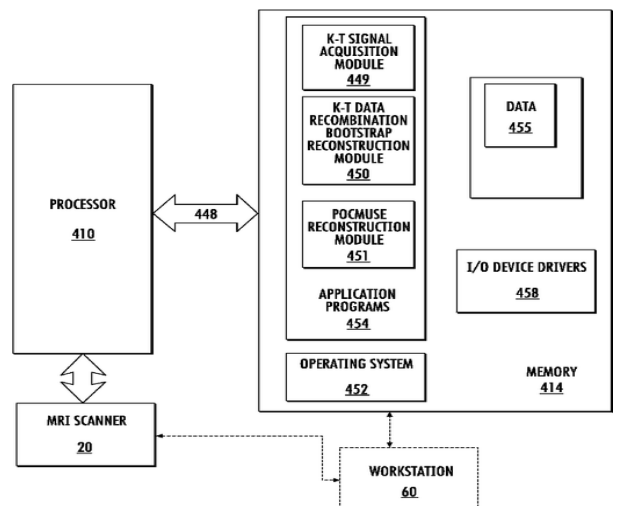 PROCESSOR
410
448
K-T SIGNAL
ACQUISITION
MODULE
449
K-T DATA
RECOMBINATION
BOOTSTRAP
RECONSTRUCTION
MODULE
450
POCMUSE
RECONSTRUCTION
MODULE
451
APPLICATION
PROGRAMS
454
OPERATING SYSTEM
452
DATA
455
I/O DEVICE DRIVERS
458
MEMORY
414
MRI SCANNER
20
WORKSTATION
60